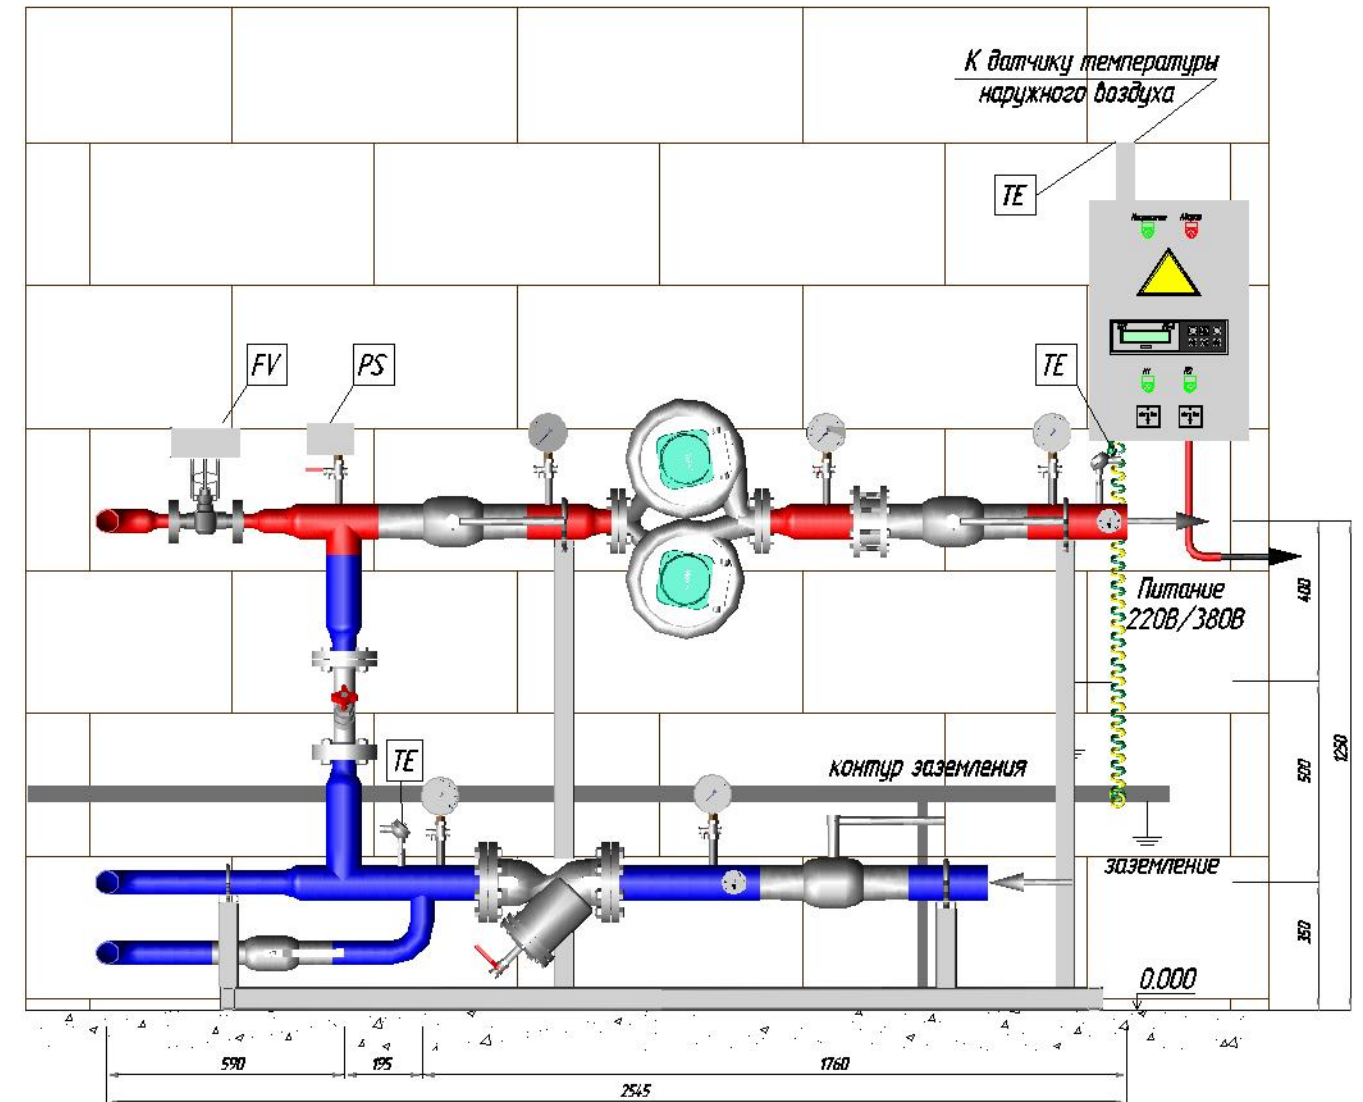 К датчику температуры
наружного воздуха
TE
FV
PS
TE
Питание
220В/380В
400
TE
контур заземления
500
1250
заземление
350
0.000
590
195
1760
2545